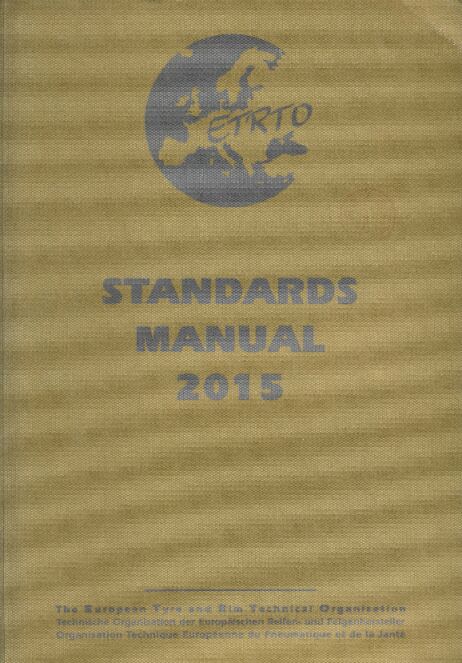 ETRTO
STANDARDS
MANUAL
2015
The European Tyre and Rim Technical Organisation
Technische Organisation der Europäischen Reifen- und Felgenhersteller
Organisation Technique Européenne du Pneumatique et de la Jante